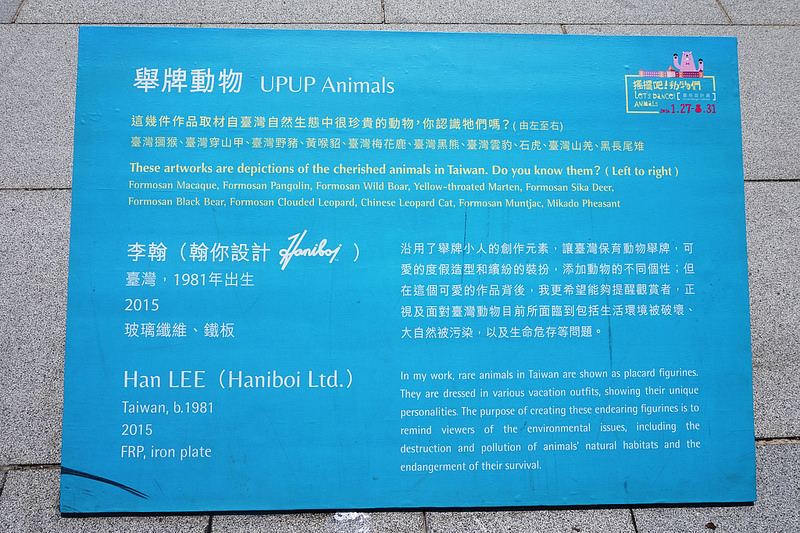 舉牌動物 UPUP Animals
搖擺吧!動物們
LET'S DANCE!
ANIMALS
1.27-8.31
這幾件作品取材自臺灣自然生態中很珍貴的動物,你認識牠們嗎?(由左至右)
臺灣獼猴、臺灣穿山甲、臺灣野豬、黃喉貂、臺灣梅花鹿、臺灣黑熊、臺灣雲豹、石虎、臺灣山羌、黑長尾雉
These artworks are depictions of the cherished animals in Taiwan. Do you know them? ( Left to right )
Formosan Macaque, Formosan Pangolin, Formosan Wild Boar, Yellow-throated Marten, Formosan Sika Deer,
Formosan Black Bear, Formosan Clouded Leopard, Chinese Leopard Cat, Formosan Muntjac, Mikado Pheasant
李翰(翰你設計 Haniboi )
臺灣,1981年出生
2015
玻璃纖維、鐵板
沿用了舉牌小人的創作元素,讓臺灣保育動物舉牌,可
愛的度假造型和繽紛的裝扮,添加動物的不同個性;但
在這個可愛的作品背後,我更希望能夠提醒觀賞者,正
視及面對臺灣動物目前所面臨到包括生活環境被破壞、
大自然被污染,以及生命危存等問題。
Han LEE(Haniboi Ltd.)
Taiwan, b.1981
2015
FRP, iron plate
In my work, rare animals in Taiwan are shown as placard figurines.
They are dressed in various vacation outfits, showing their unique
personalities. The purpose of creating these endearing figurines is to
remind viewers of the environmental issues, including the
destruction and pollution of animals' natural habitats and the
endangerment of their survival.